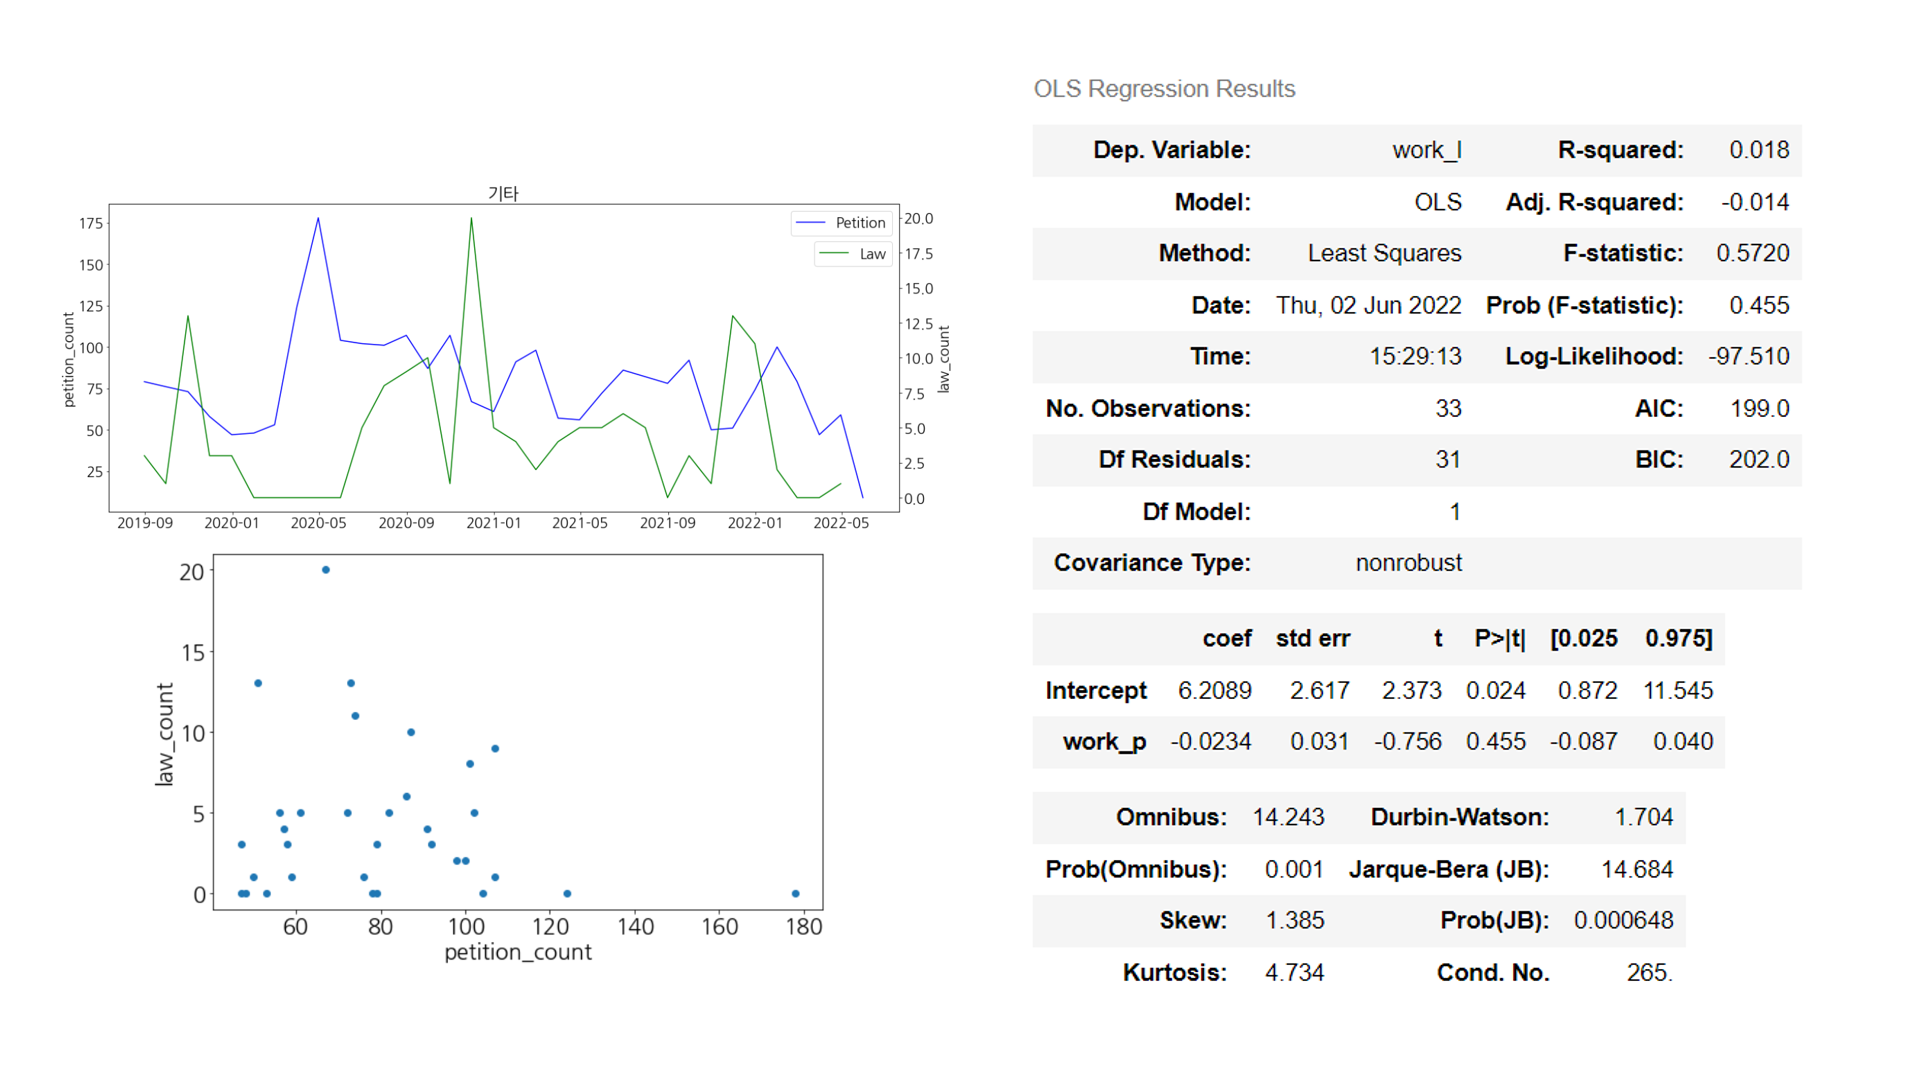 기타
175
150
125
100
75
50
25
petition_count
Petition
Law
20.0
17.5
15.0
12.5
10.0
7.5
5.0
2.5
0.0
law_count
2019-09 2020-01 2020-05 2020-09 2021-01 2021-05 2021-09 2022-01 2022-05
20
15
10
5
0
law_count
60 80 100 120 140 160 180
petition_count
OLS Regression Results
Dep. Variable: work_l R-squared: 0.018
Model: OLS Adj. R-squared: -0.014
Method: Least Squares F-statistic: 0.5720
Date: Thu, 02 Jun 2022 Prob (F-statistic): 0.455
Time: 15:29:13 Log-Likelihood: -97.510
No. Observations: 33 AIC: 199.0
Df Residuals: 31 BIC: 202.0
Df Model: 1
Covariance Type: nonrobust
coef std err t P>|t| [0.025 0.975]
Intercept 6.2089 2.617 2.373 0.024 0.872 11.545
work_p -0.0234 0.031 -0.756 0.455 -0.087 0.040
Omnibus: 14.243 Durbin-Watson: 1.704
Prob(Omnibus): 0.001 Jarque-Bera (JB): 14.684
Skew: 1.385 Prob(JB): 0.000648
Kurtosis: 4.734 Cond. No. 265.